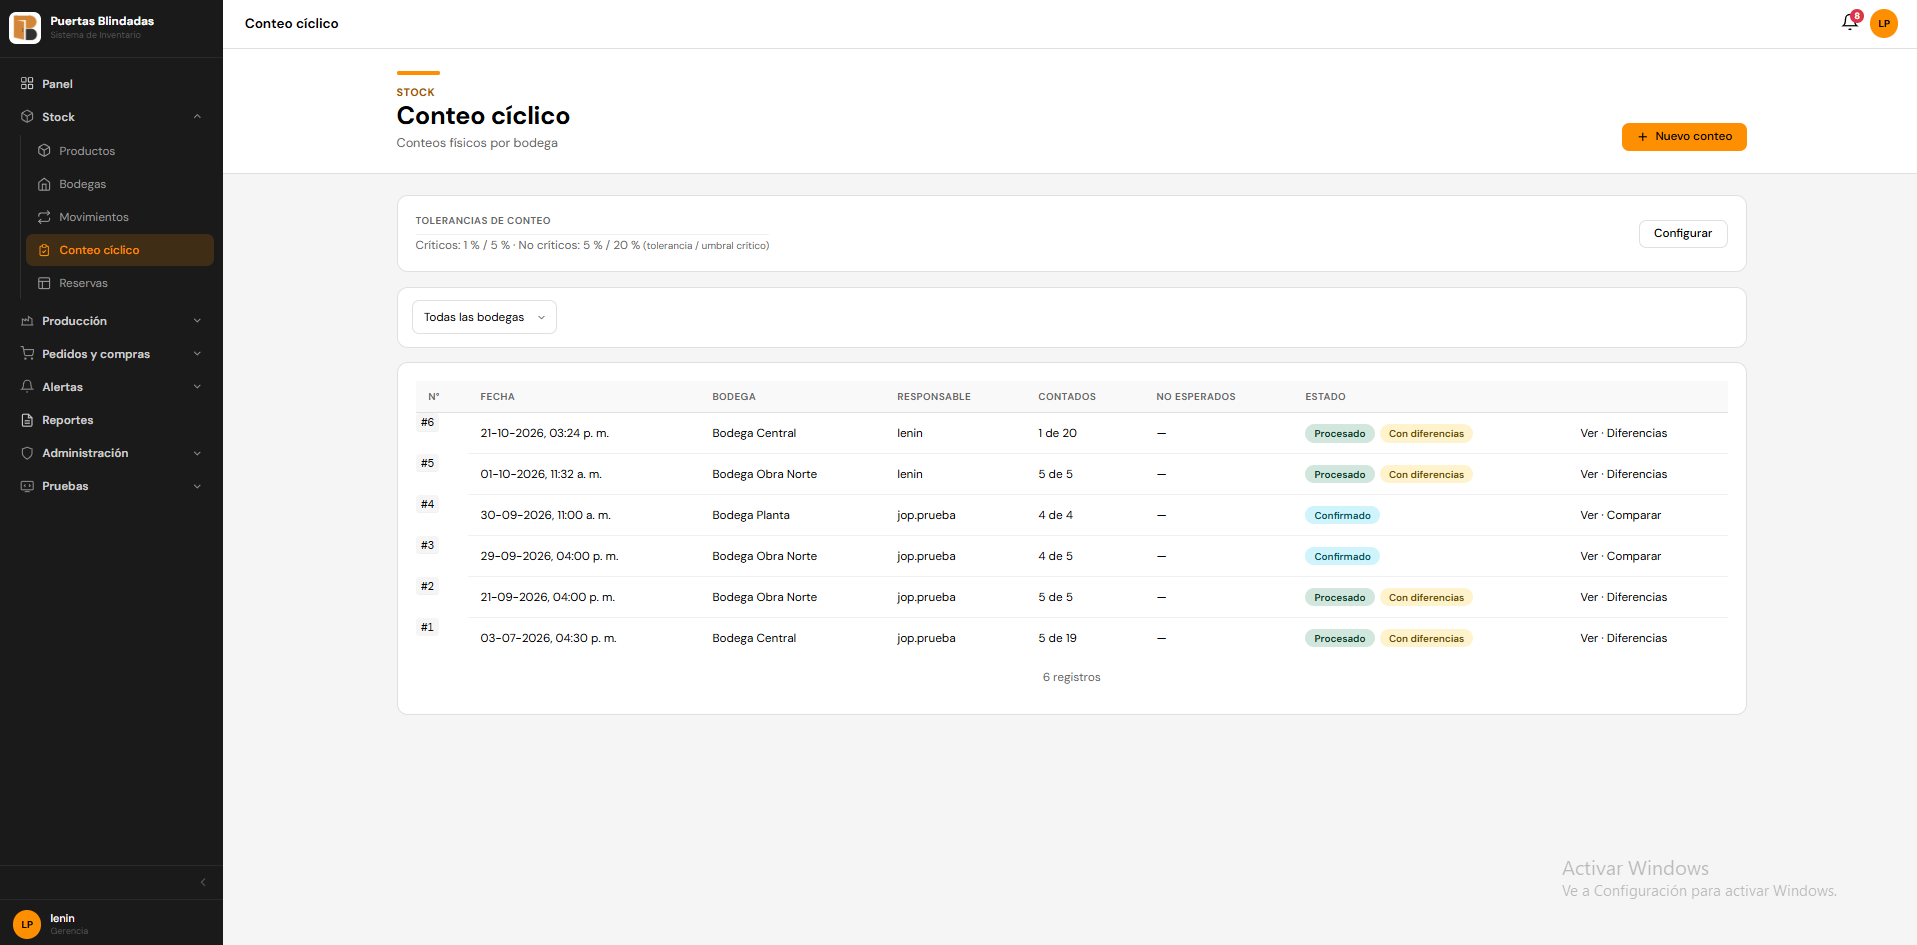 Puertas Blindadas
Sistema de Inventario
Panel
Stock
Productos
Bodegas
Movimientos
Conteo cíclico
Reservas
Producción
Pedidos y compras
Alertas
Reportes
Administración
Pruebas
LP
lenin
Gerencia
Conteo cíclico
8
LP
STOCK
Conteo cíclico
Conteos físicos por bodega
+ Nuevo conteo
TOLERANCIAS DE CONTEO
Críticos: 1 % / 5 % · No críticos: 5 % / 20 % (tolerancia / umbral crítico)
Configurar
Todas las bodegas
N° FECHA BODEGA RESPONSABLE CONTADOS NO ESPERADOS ESTADO
#6 21-10-2026, 03:24 p. m. Bodega Central lenin 1 de 20 — Procesado Con diferencias Ver · Diferencias
#5 01-10-2026, 11:32 a. m. Bodega Obra Norte lenin 5 de 5 — Procesado Con diferencias Ver · Diferencias
#4 30-09-2026, 11:00 a. m. Bodega Planta jop.prueba 4 de 4 — Confirmado Ver · Comparar
#3 29-09-2026, 04:00 p. m. Bodega Obra Norte jop.prueba 4 de 5 — Confirmado Ver · Comparar
#2 21-09-2026, 04:00 p. m. Bodega Obra Norte jop.prueba 5 de 5 — Procesado Con diferencias Ver · Diferencias
#1 03-07-2026, 04:30 p. m. Bodega Central jop.prueba 5 de 19 — Procesado Con diferencias Ver · Diferencias
6 registros
Activar Windows
Ve a Configuración para activar Windows.